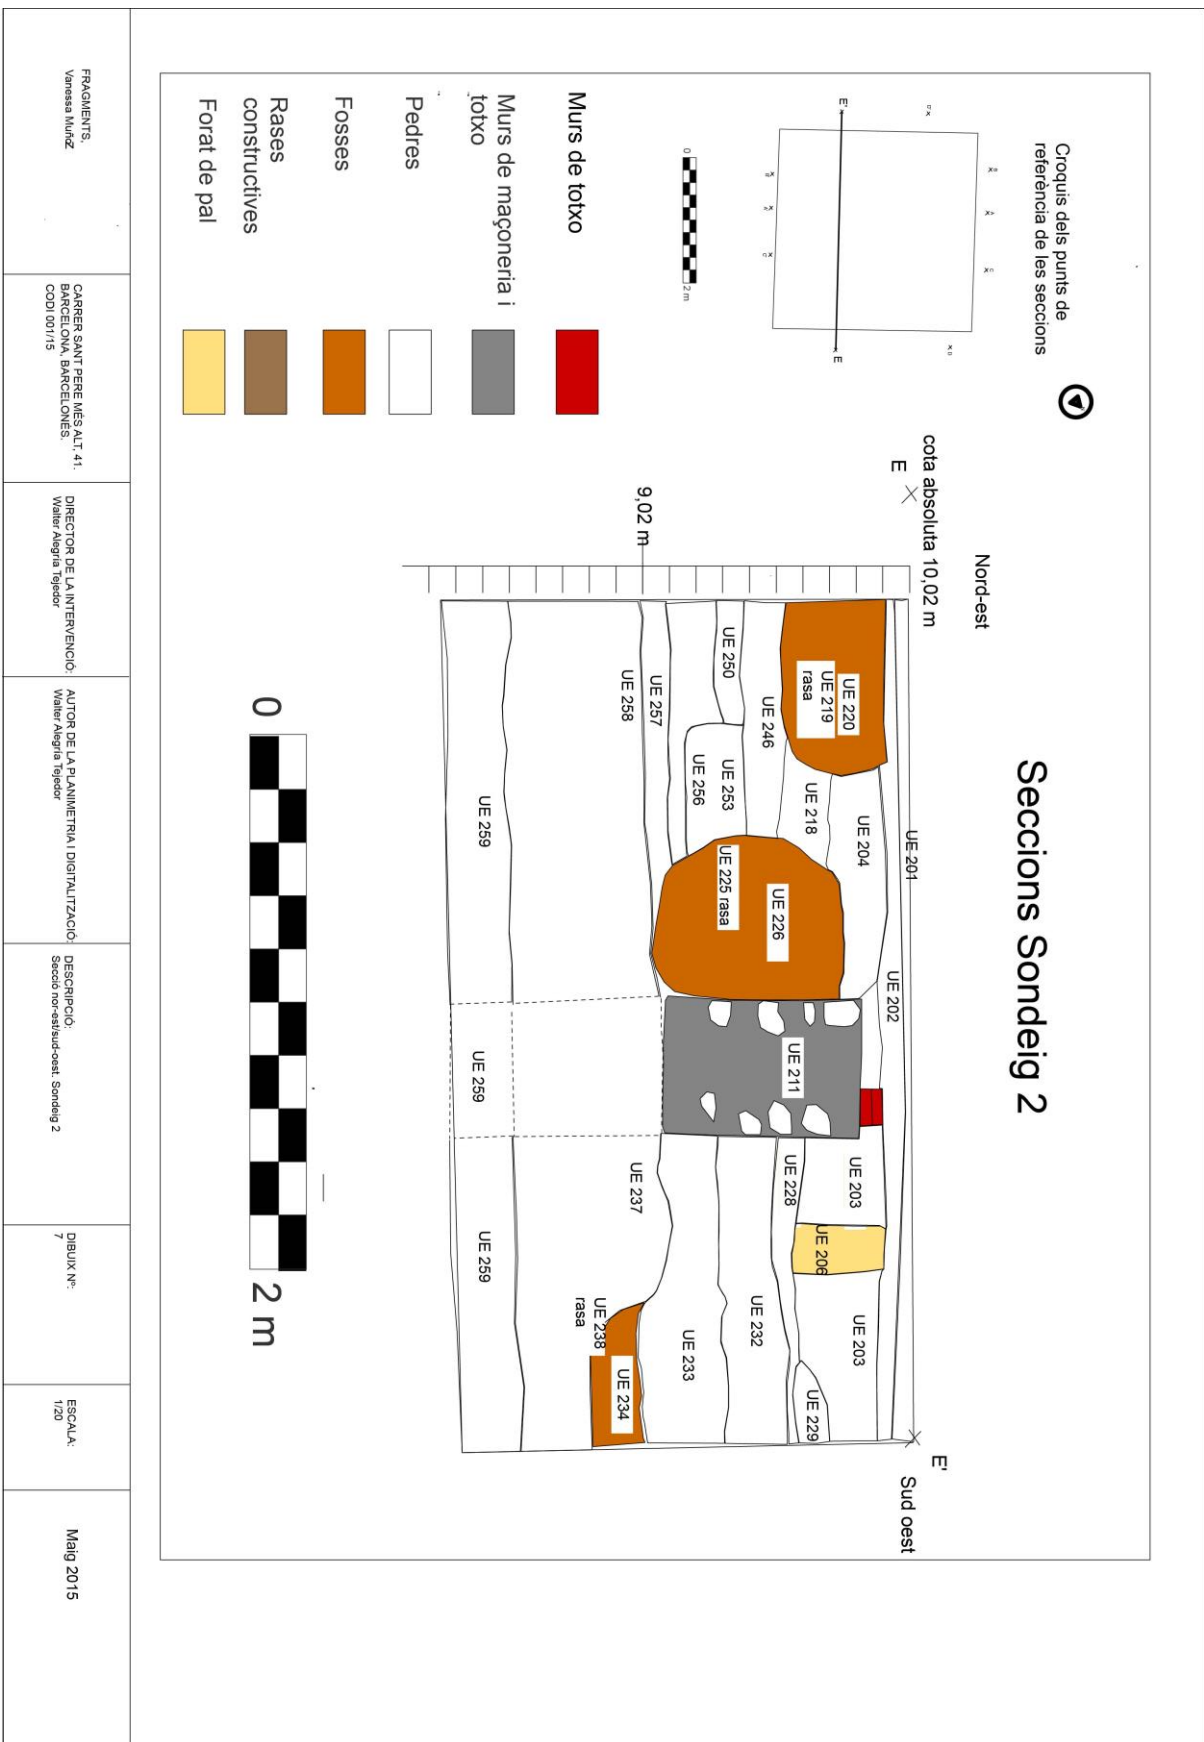 Seccions Sondeig 2
Croquis dels punts de
referència de les seccions
E'
E
0
2 m
Murs de totxo
Murs de maçoneria i
totxo
Pedres
Fosses
Rases
constructives
Forat de pal
Nord-est
cota absoluta 10,02 m
E
9,02 m
E'
Sud oest
UE 201
UE 202
UE 220
UE 219
rasa
UE 204
UE 218
UE 246
UE 250
UE 253
UE 256
UE 257
UE 258
UE 226
UE 225 rasa
UE 211
UE 203
UE 206
UE 203
UE 228
UE 229
UE 232
UE 233
UE 237
UE 234
UE 238
rasa
UE 259
UE 259
UE 259
0
2 m
FRAGMENTS,
Vanessa Muñoz
CARRER SANT PERE MÉS ALT, 41.
BARCELONA, BARCELONÉS.
CODI 001/15
DIRECTOR DE LA INTERVENCIÓ:
Walter Alegría Tejedor
AUTOR DE LA PLANIMETRIA I DIGITALITZACIÓ:
Walter Alegría Tejedor
DESCRIPCIÓ:
Secció nor-est/sud-oest. Sondeig 2
DIBUIX Nº:
7
ESCALA:
1/20
Maig 2015